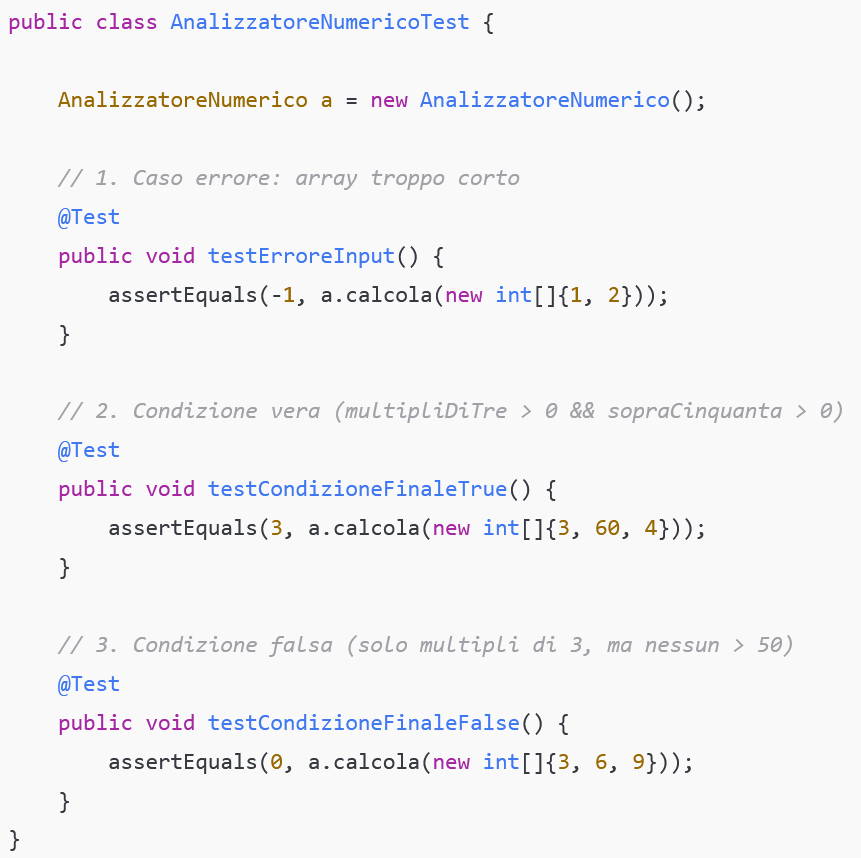 public class AnalizzatoreNumericoTest {
AnalizzatoreNumerico a = new AnalizzatoreNumerico();
// 1. Caso errore: array troppo corto
@Test
public void testErroreInput() {
assertEquals(-1, a.calcola(new int[]{1, 2}));
}
// 2. Condizione vera (multipliDiTre > 0 && sopraCinquanta > 0)
@Test
public void testCondizioneFinaleTrue() {
assertEquals(3, a.calcola(new int[]{3, 60, 4}));
}
// 3. Condizione falsa (solo multipli di 3, ma nessun > 50)
@Test
public void testCondizioneFinaleFalse() {
assertEquals(0, a.calcola(new int[]{3, 6, 9}));
}
}